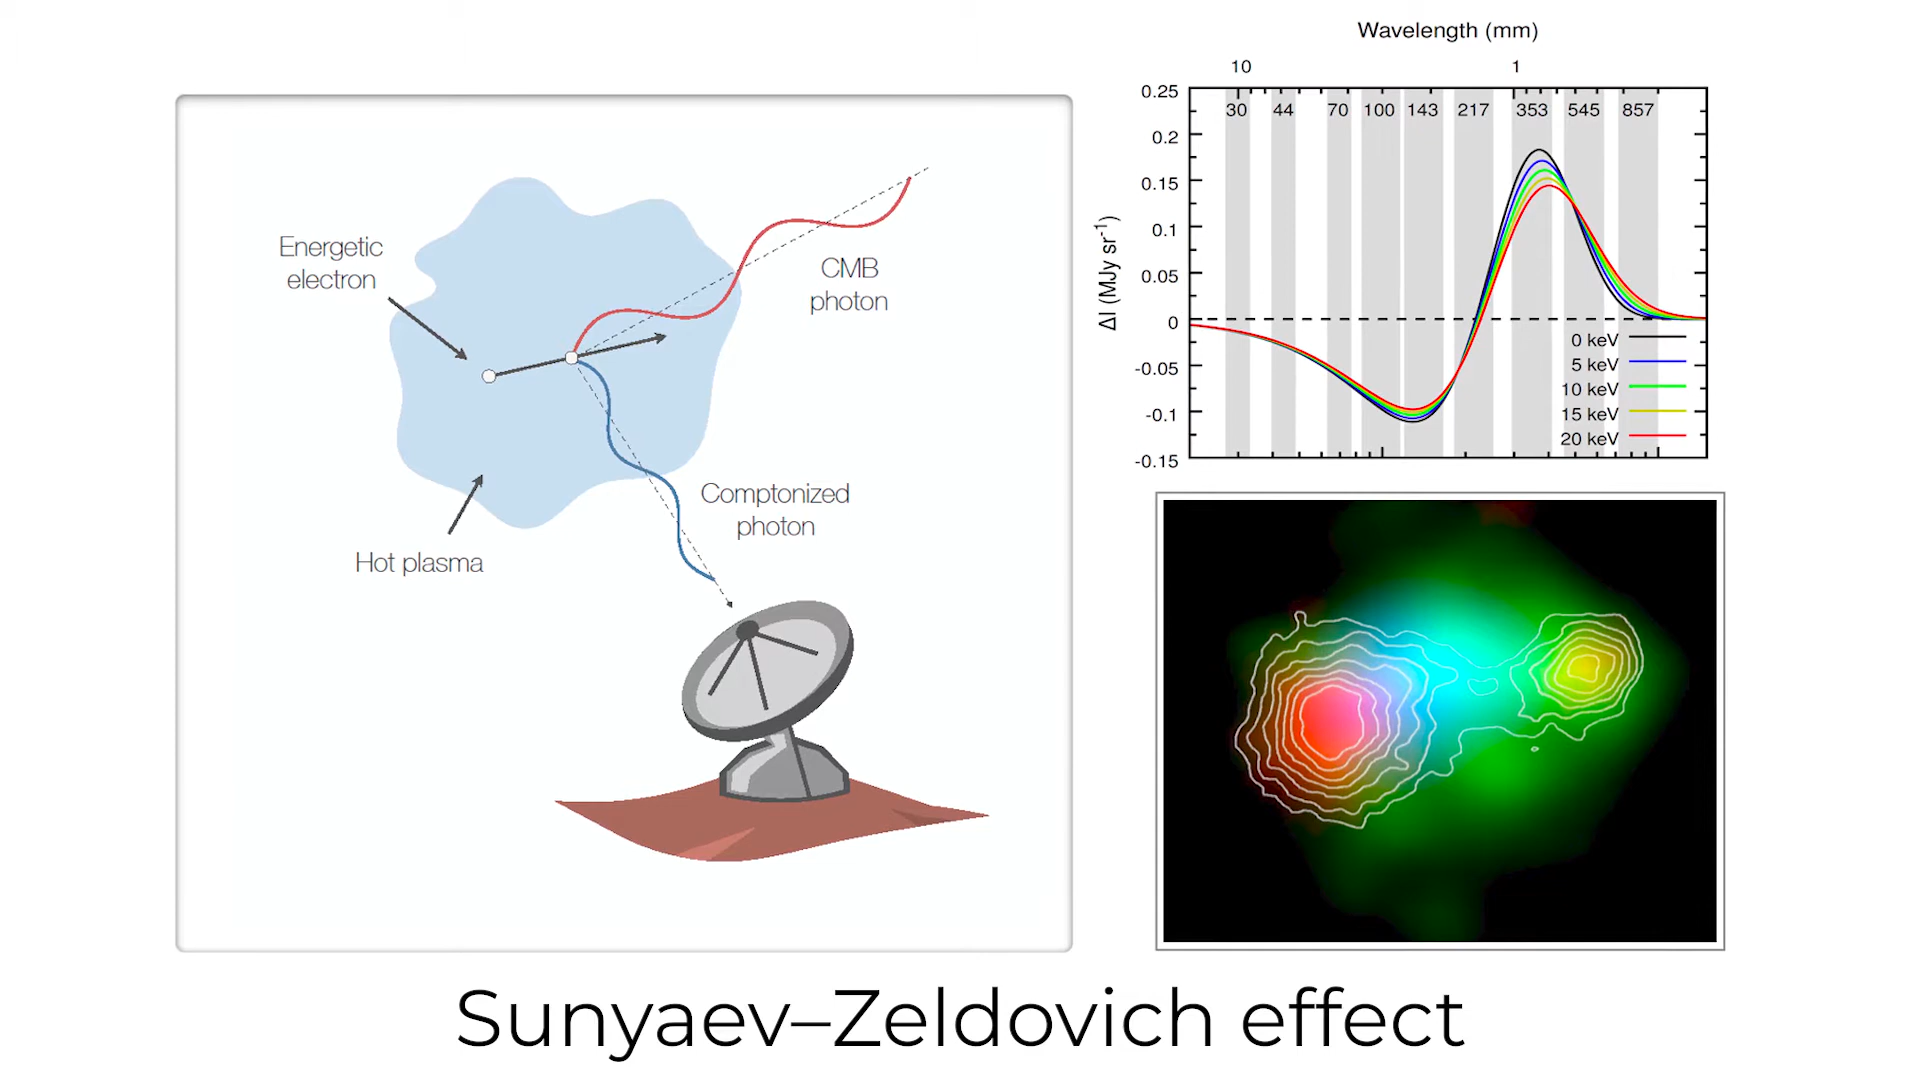 Energetic
electron
CMB
photon
Comptonized
photon
Hot plasma
Wavelength (mm)
10 1
0.25
0.2
0.15
0.1
0.05
0
-0.05
-0.1
-0.15
ΔI (MJy sr⁻¹)
30 44 70 100 143 217 353 545 857
0 keV
5 keV
10 keV
15 keV
20 keV
Sunyaev–Zeldovich effect